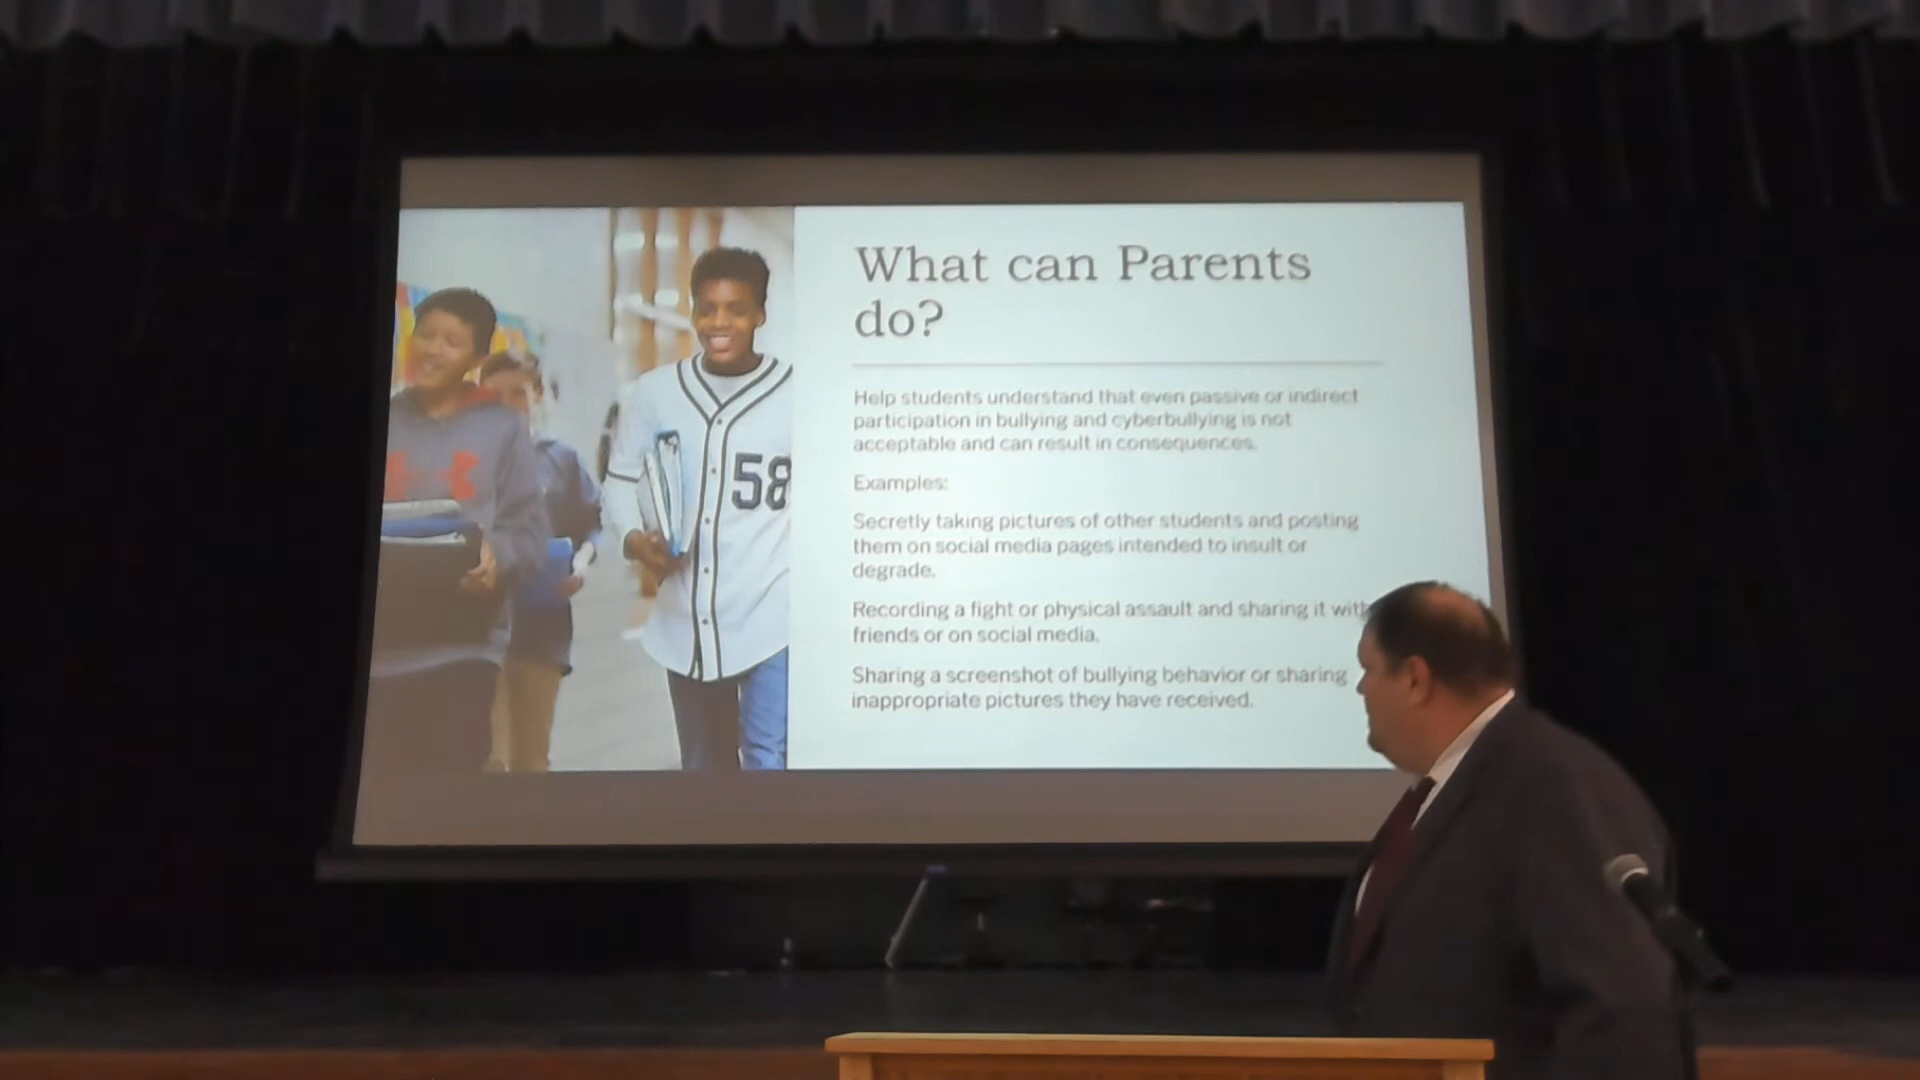 What can Parents
do?
Help students understand that even passive or indirect
participation in bullying and cyberbullying is not
acceptable and can result in consequences.
Examples:
Secretly taking pictures of other students and posting
them on social media pages intended to insult or
degrade.
Recording a fight or physical assault and sharing it with
friends or on social media.
Sharing a screenshot of bullying behavior or sharing
inappropriate pictures they have received.
58